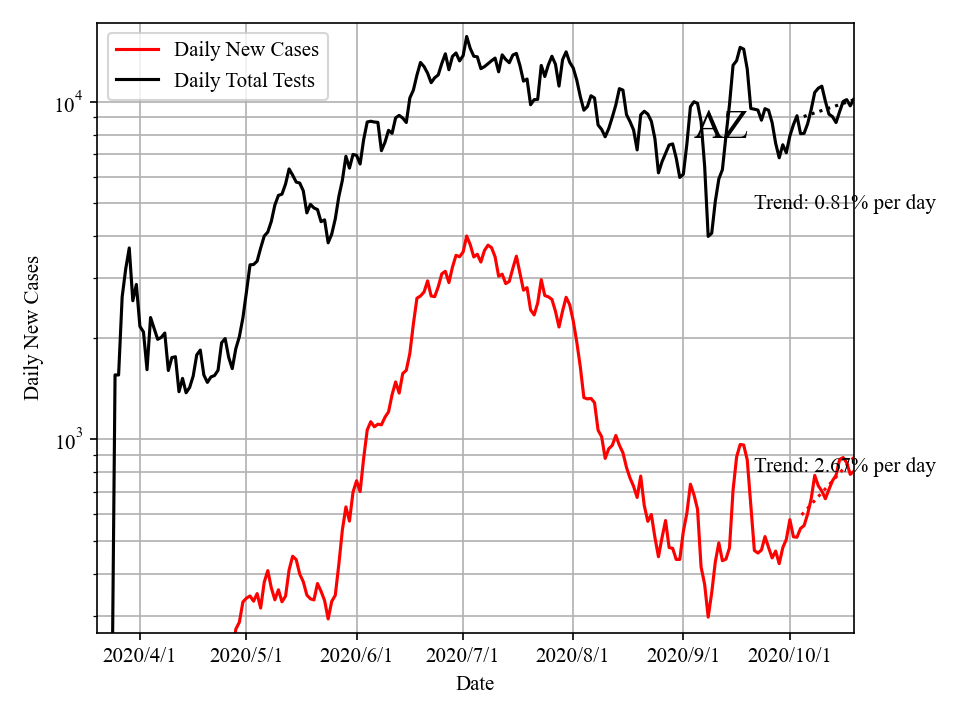 Daily New Cases
Daily Total Tests
10^4
AZ
Trend: 0.81% per day
Daily New Cases
10^3
Trend: 2.67% per day
2020/4/1 2020/5/1 2020/6/1 2020/7/1 2020/8/1 2020/9/1 2020/10/1
Date